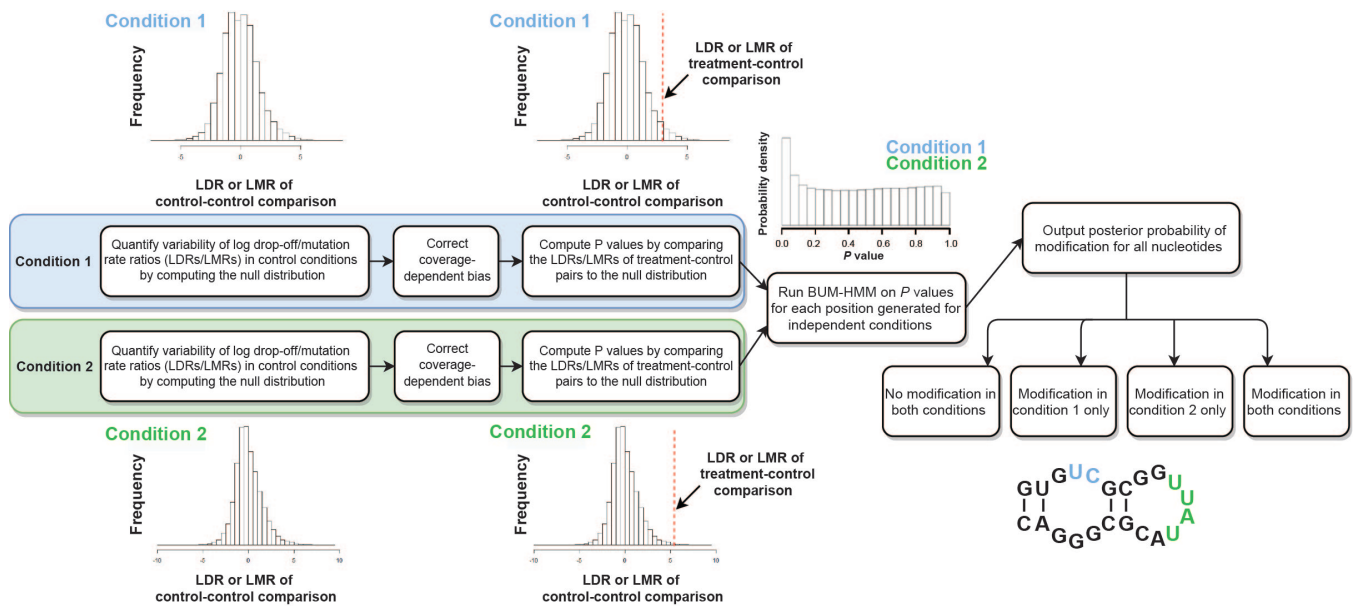 Condition 1
Frequency
-5
0
5
LDR or LMR of
control-control comparison
Condition 1
Frequency
LDR or LMR of
treatment-control
comparison
-5
0
5
LDR or LMR of
control-control comparison
Condition 1
Condition 2
Probability density
0.0
0.2
0.4
0.6
0.8
1.0
P value
Condition 1
Quantify variability of log drop-off/mutation
rate ratios (LDRs/LMRs) in control conditions
by computing the null distribution
Correct
coverage-
dependent bias
Compute P values by comparing
the LDRs/LMRs of treatment-control
pairs to the null distribution
Condition 2
Quantify variability of log drop-off/mutation
rate ratios (LDRs/LMRs) in control conditions
by computing the null distribution
Correct
coverage-
dependent bias
Compute P values by comparing
the LDRs/LMRs of treatment-control
pairs to the null distribution
Run BUM-HMM on P values
for each position generated for
independent conditions
Output posterior probability of
modification for all nucleotides
No modification in
both conditions
Modification in
condition 1 only
Modification in
condition 2 only
Modification in
both conditions
Condition 2
Frequency
-10
-5
0
5
10
LDR or LMR of
control-control comparison
Condition 2
Frequency
LDR or LMR of
treatment-control
comparison
-10
-5
0
5
10
LDR or LMR of
control-control comparison
GUGUCGCGGUUAU
CAGGGCGCA